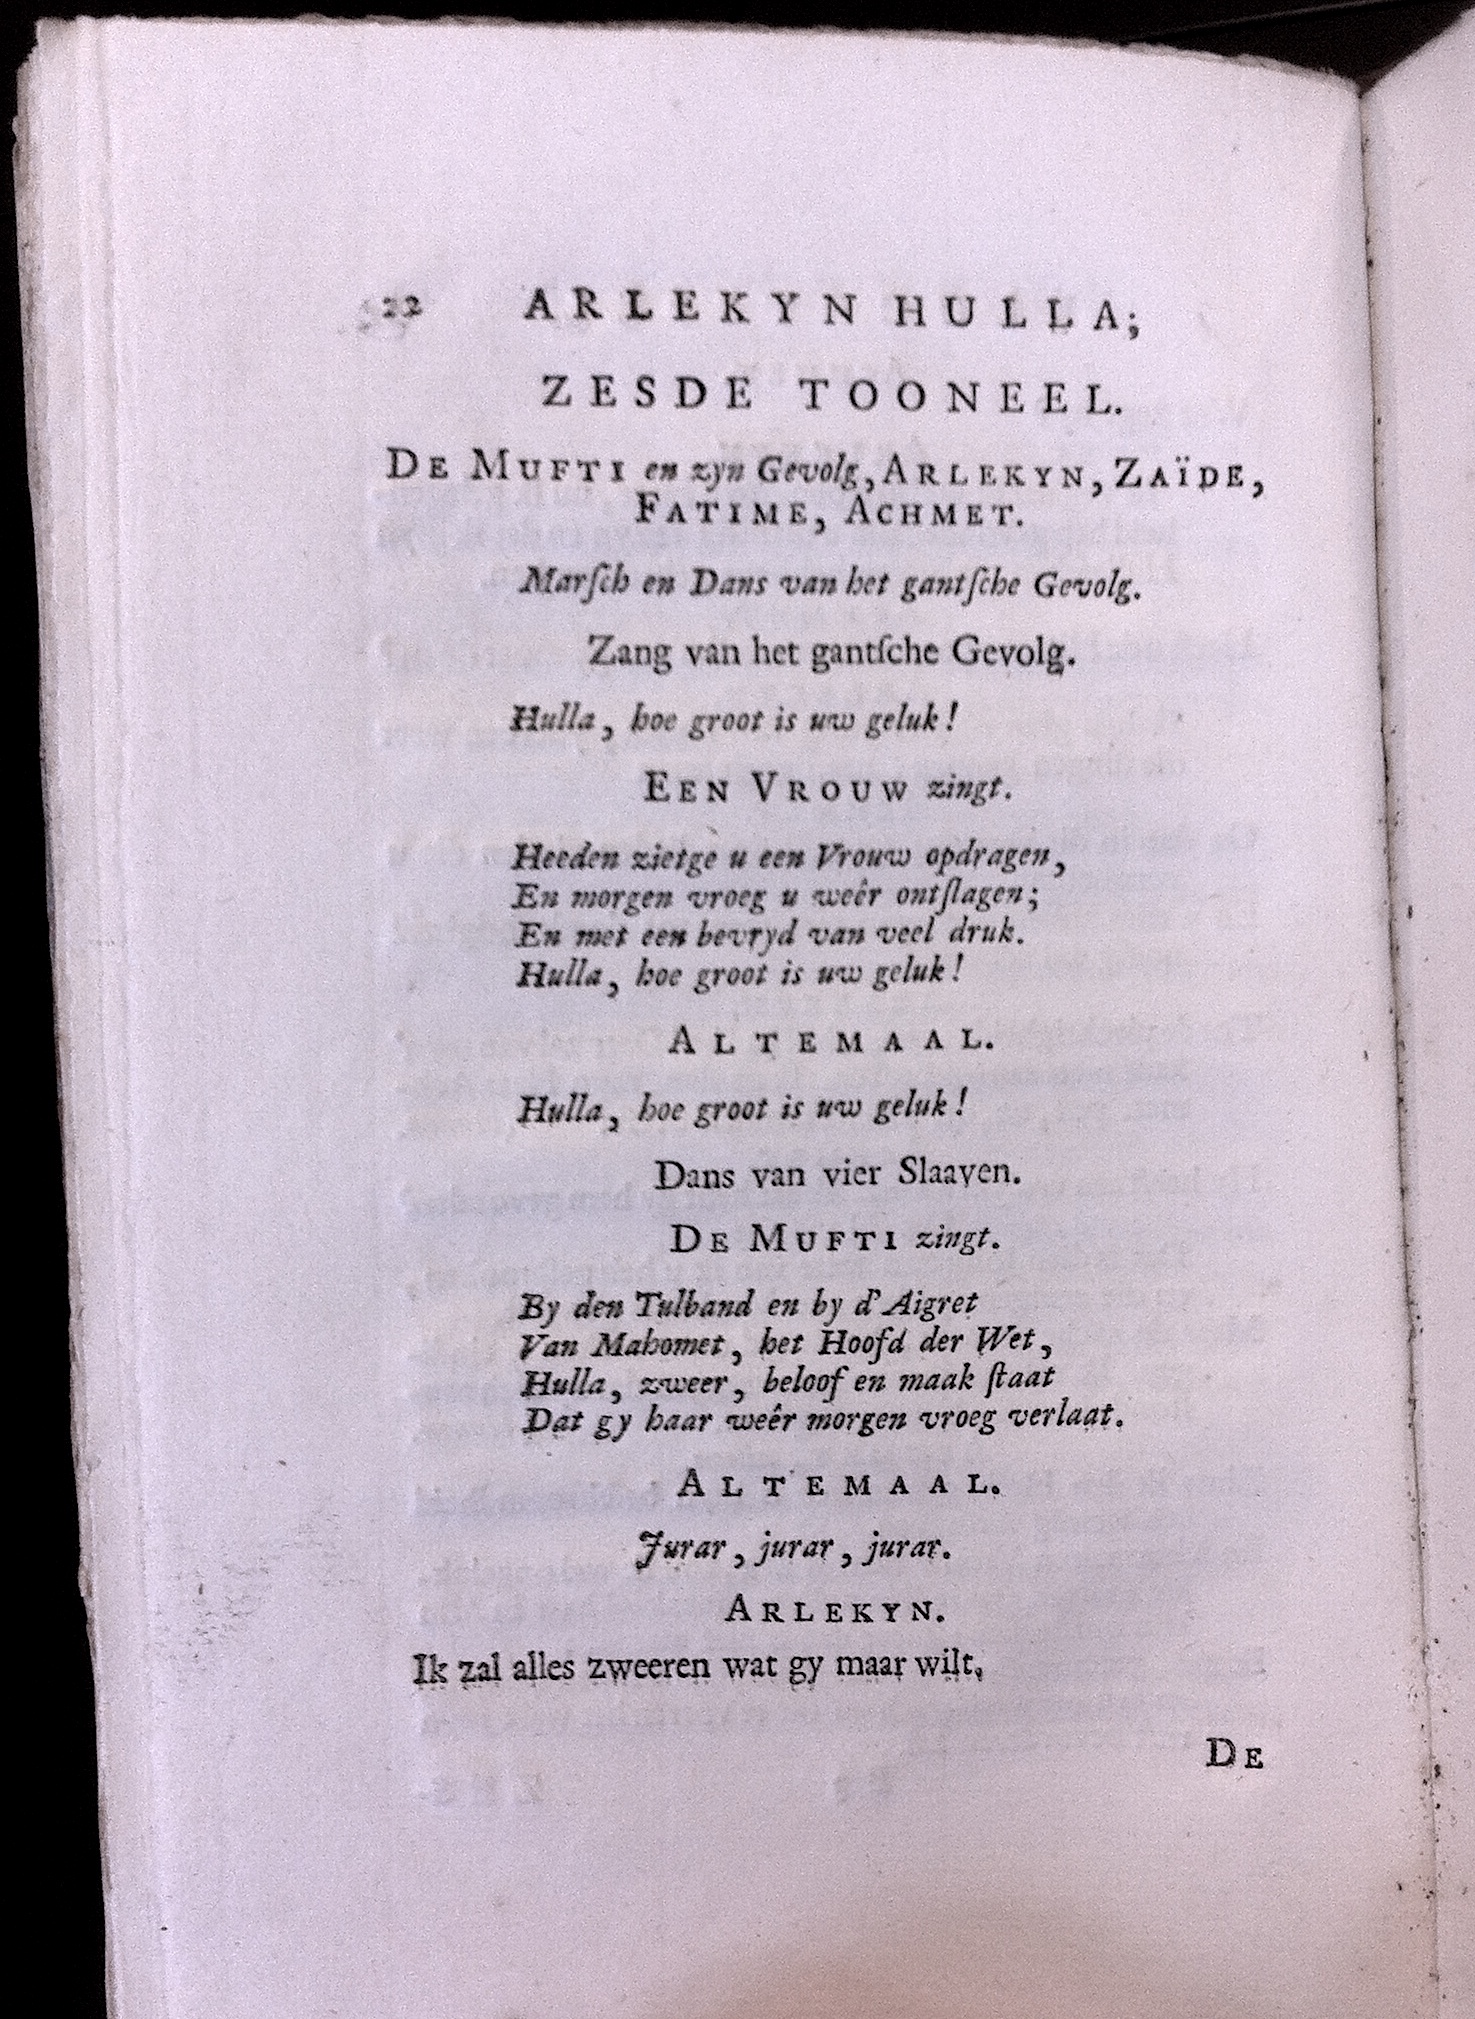 22 ARLEKYN HULLA;
ZESDE TOONEEL.
DE MUFTI en zyn Gevolg, ARLEKYN, ZAÏDE,
FATIME, ACHMET.
Marſch en Dans van het gantſche Gevolg.
Zang van het gantſche Gevolg.
Hulla, hoe groot is uw geluk!
EEN VROUW zingt.
Heeden zietge u een Vrouw opdragen,
En morgen vroeg u weêr ontſlagen;
En met een bevryd van veel druk.
Hulla, hoe groot is uw geluk!
ALTEMAAL.
Hulla, hoe groot is uw geluk!
Dans van vier Slaaven.
DE MUFTI zingt.
By den Tulband en by d'Aigret
Van Mahomet, het Hoofd der Wet,
Hulla, zweer, beloof en maak ſtaat
Dat gy haar weêr morgen vroeg verlaat.
ALTEMAAL.
Jurar, jurar, jurar.
ARLEKYN.
Ik zal alles zweeren wat gy maar wilt,
DE